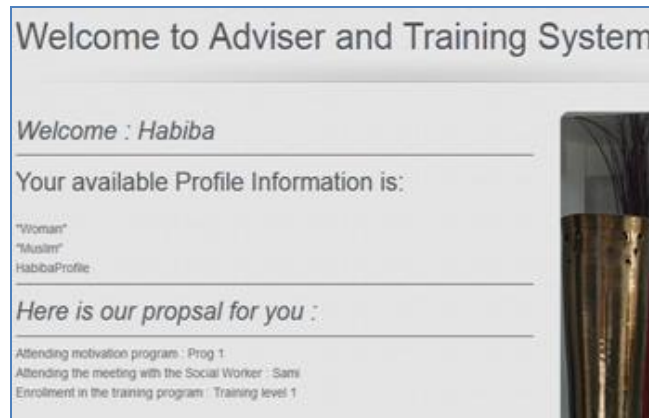 Welcome to Adviser and Training System
Welcome : Habiba
Your available Profile Information is:
"Woman"
"Muslim"
HabibaProfile
Here is our propsal for you :
Attending motivation program : Prog 1
Attending the meeting with the Social Worker : Sami
Enrollment in the training program : Training level 1